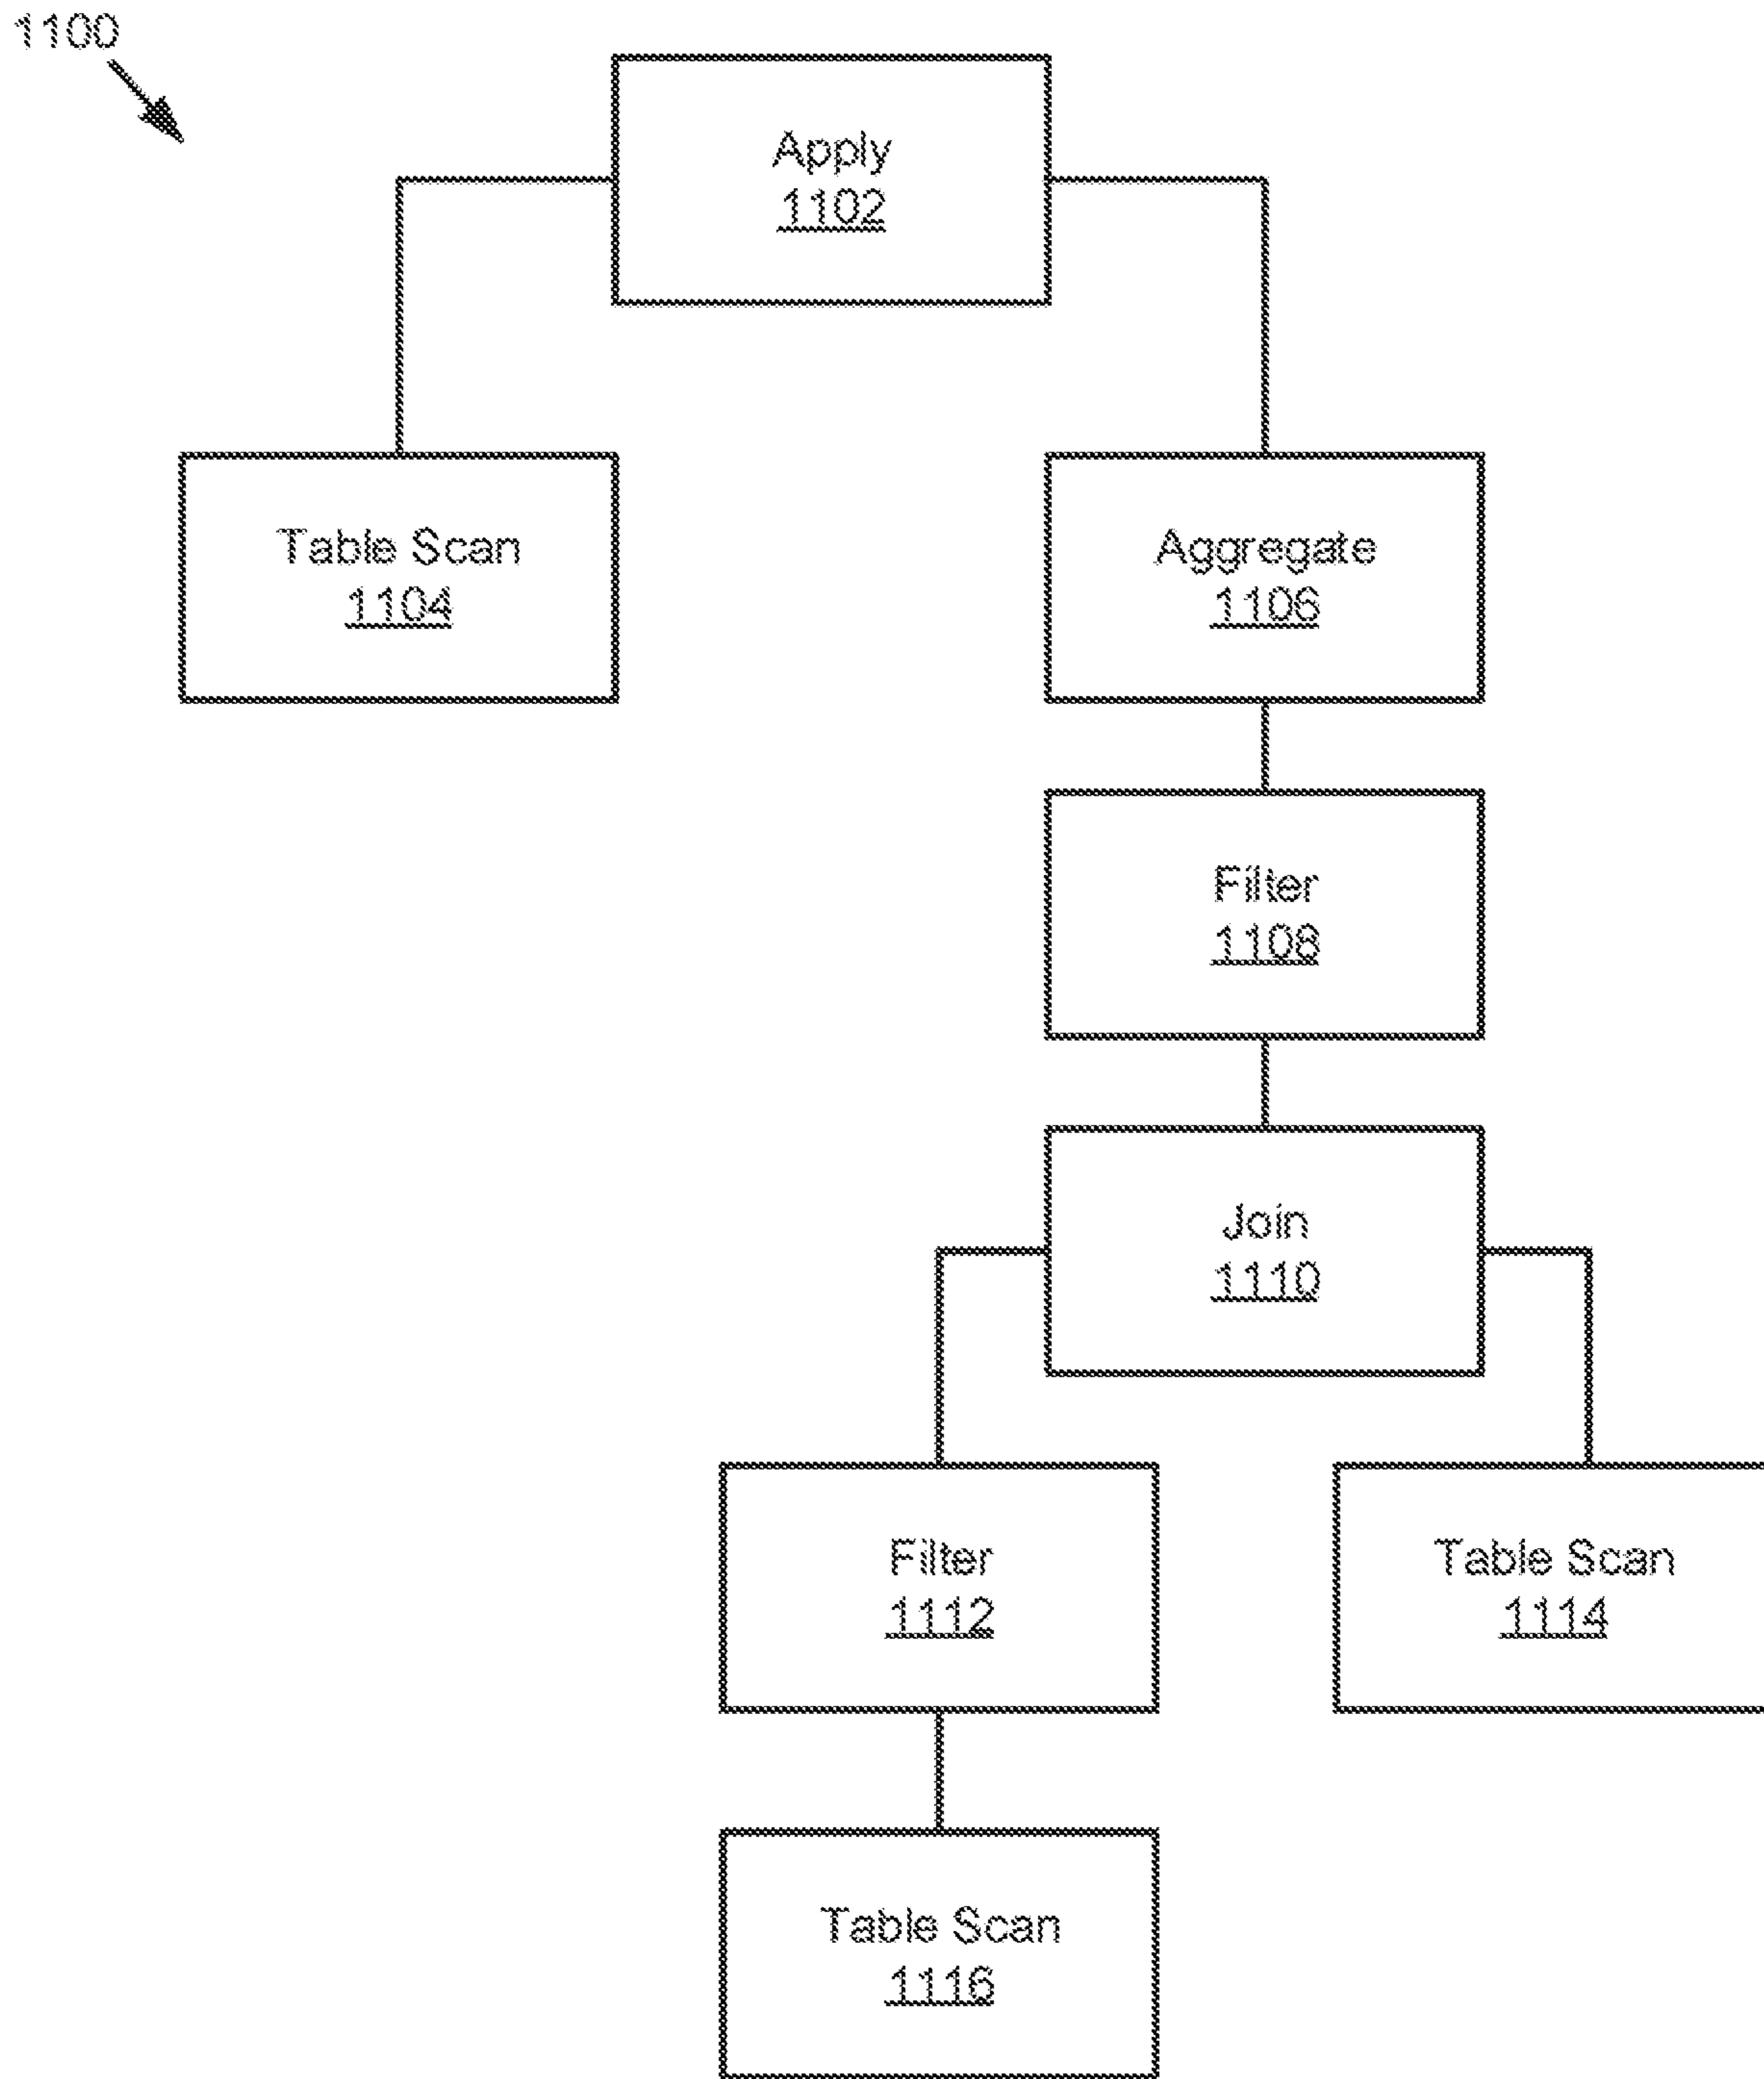 1100
Apply
1102
Table Scan
1104
Aggregate
1106
Filter
1108
Join
1110
Filter
1112
Table Scan
1114
Table Scan
1116